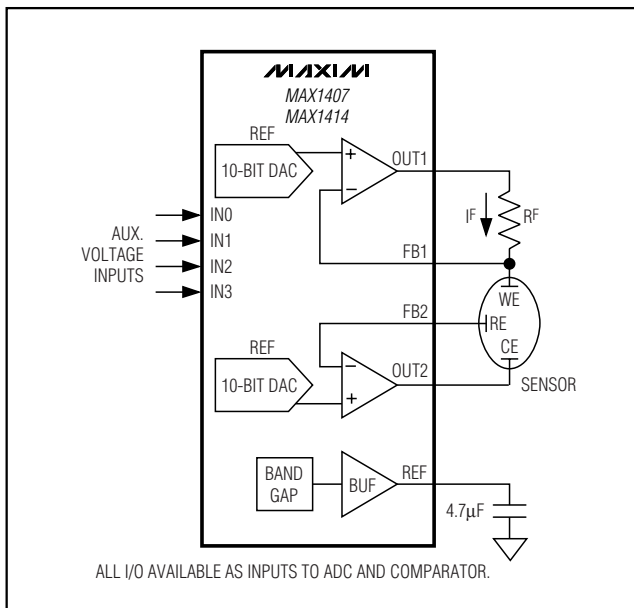 MAXIM
MAX1407
MAX1414
REF
10-BIT DAC
+
−
OUT1
IF
RF
AUX.
VOLTAGE
INPUTS
IN0
IN1
IN2
IN3
FB1
WE
FB2
RE
CE
REF
10-BIT DAC
−
+
OUT2
SENSOR
BAND
GAP
BUF
REF
4.7µF
ALL I/O AVAILABLE AS INPUTS TO ADC AND COMPARATOR.